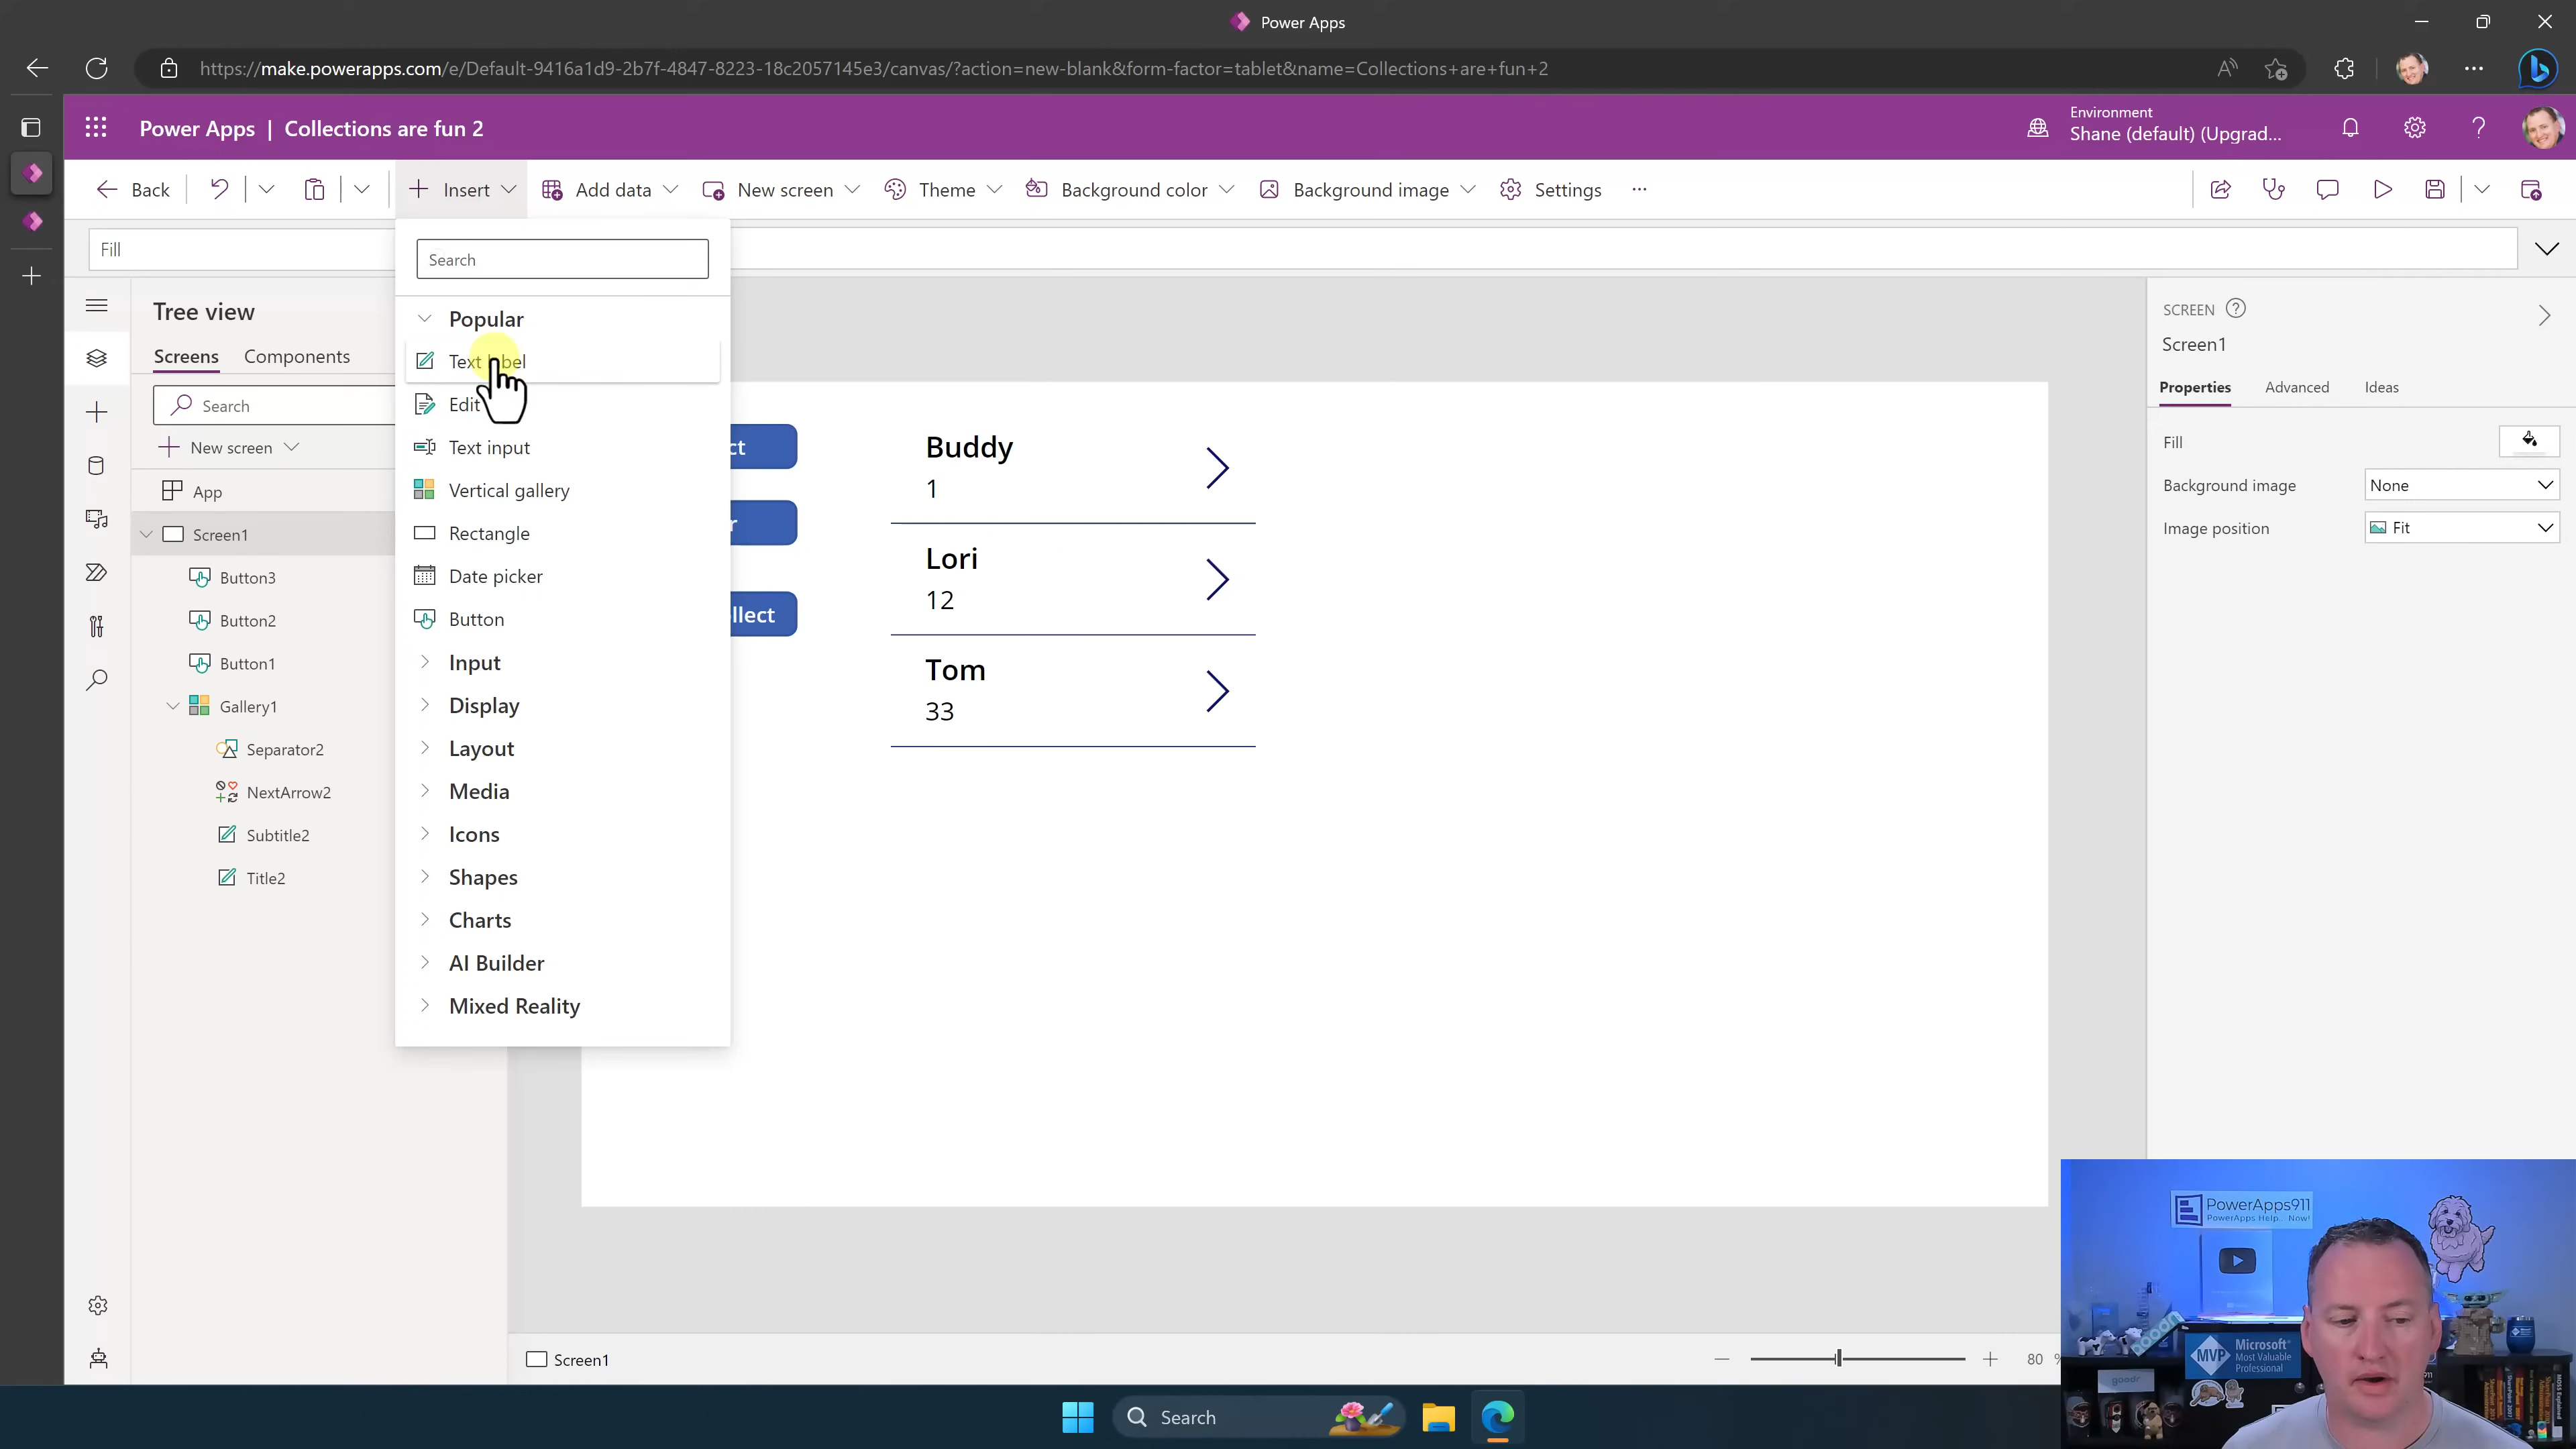 Power Apps
https://make.powerapps.com/e/Default-9416a1d9-2b7f-4847-8223-18c2057145e3/canvas/?action=new-blank&form-factor=tablet&name=Collections+are+fun+2
Power Apps | Collections are fun 2
Environment
Shane (default) (Upgrad...
Back
Insert
Add data
New screen
Theme
Background color
Background image
Settings
Fill
Search
Tree view
Screens
Components
Search
New screen
App
Screen1
Button3
Button2
Button1
Gallery1
Separator2
NextArrow2
Subtitle2
Title2
Popular
Text label
Edit
Text input
Vertical gallery
Rectangle
Date picker
Button
Input
Display
Layout
Media
Icons
Shapes
Charts
AI Builder
Mixed Reality
ct
r
llect
Buddy
1
Lori
12
Tom
33
SCREEN
Screen1
Properties
Advanced
Ideas
Fill
Background image
None
Image position
Fit
Screen1
80 %
PowerApps911
PowerApps Help. Now!
Microsoft
MVP
Most Valuable
Professional
goodr
Search